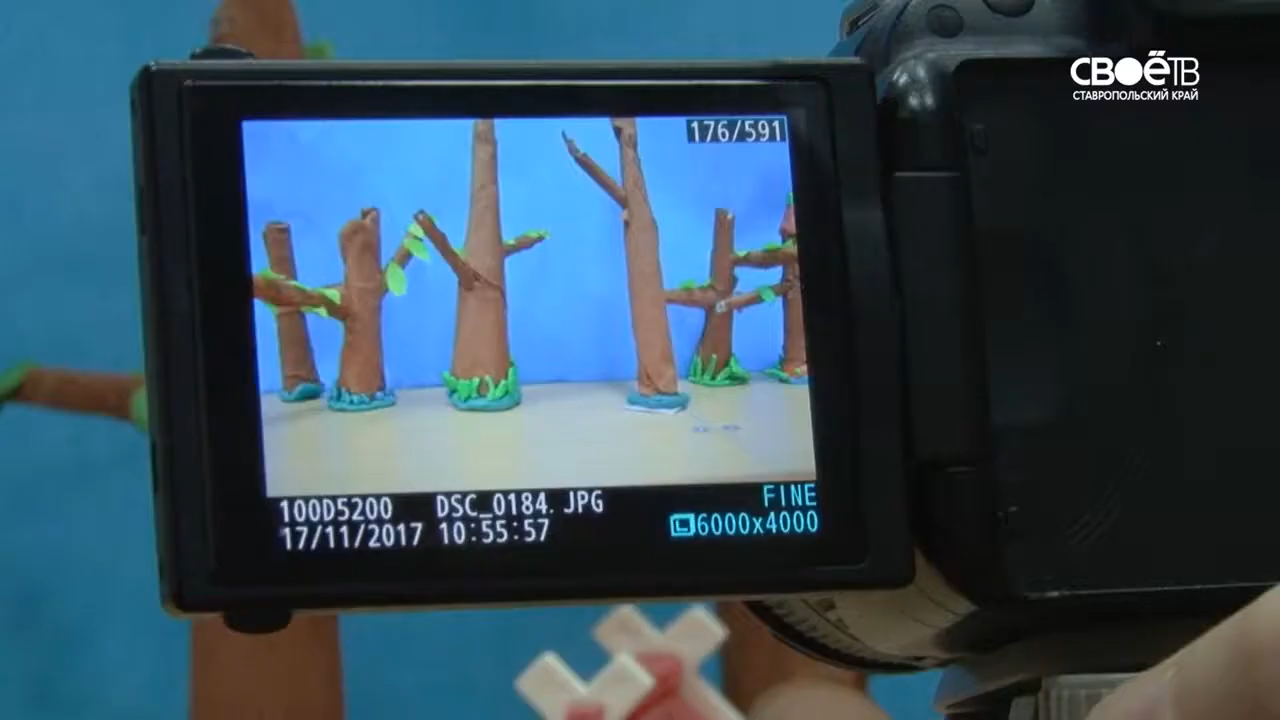 СВОЁТВ
СТАВРОПОЛЬСКИЙ КРАЙ
176/591
100D5200 DSC_0184.JPG FINE
17/11/2017 10:55:57 L 6000x4000